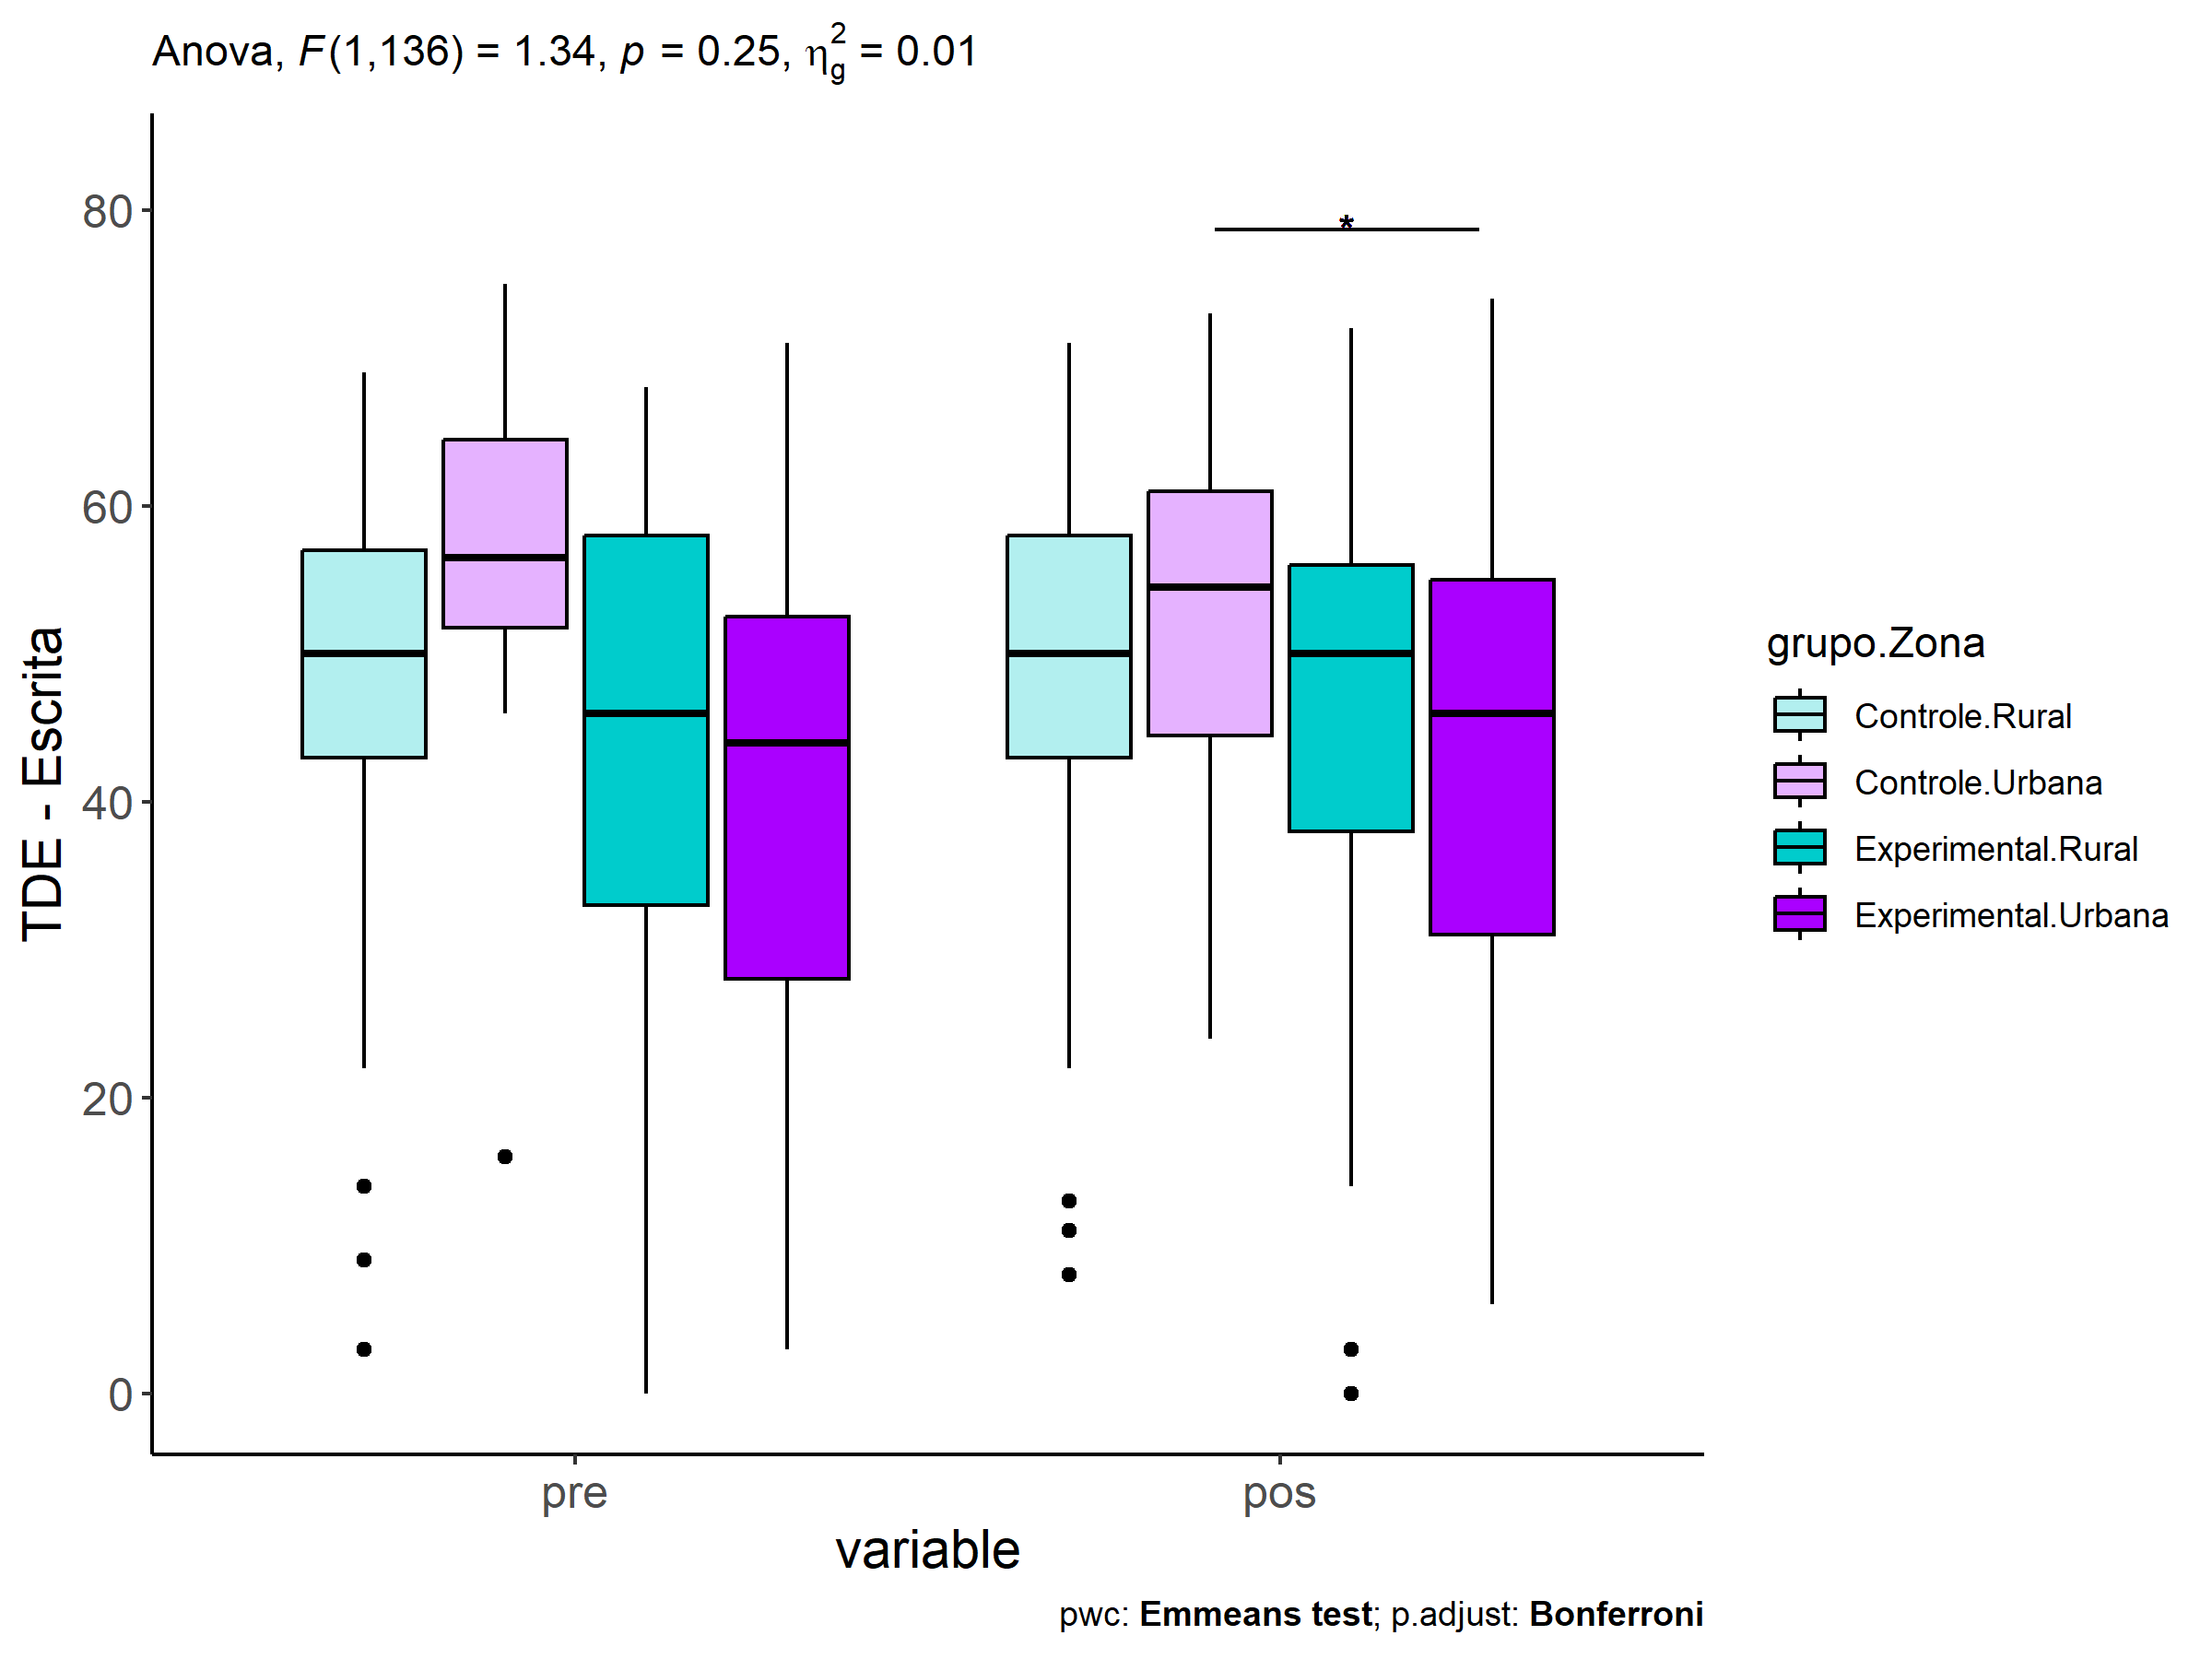 Anova, F(1,136) = 1.34, p = 0.25, η²g = 0.01
TDE - Escrita
80
60
40
20
0
*
pre
pos
variable
grupo.Zona
Controle.Rural
Controle.Urbana
Experimental.Rural
Experimental.Urbana
pwc: Emmeans test; p.adjust: Bonferroni